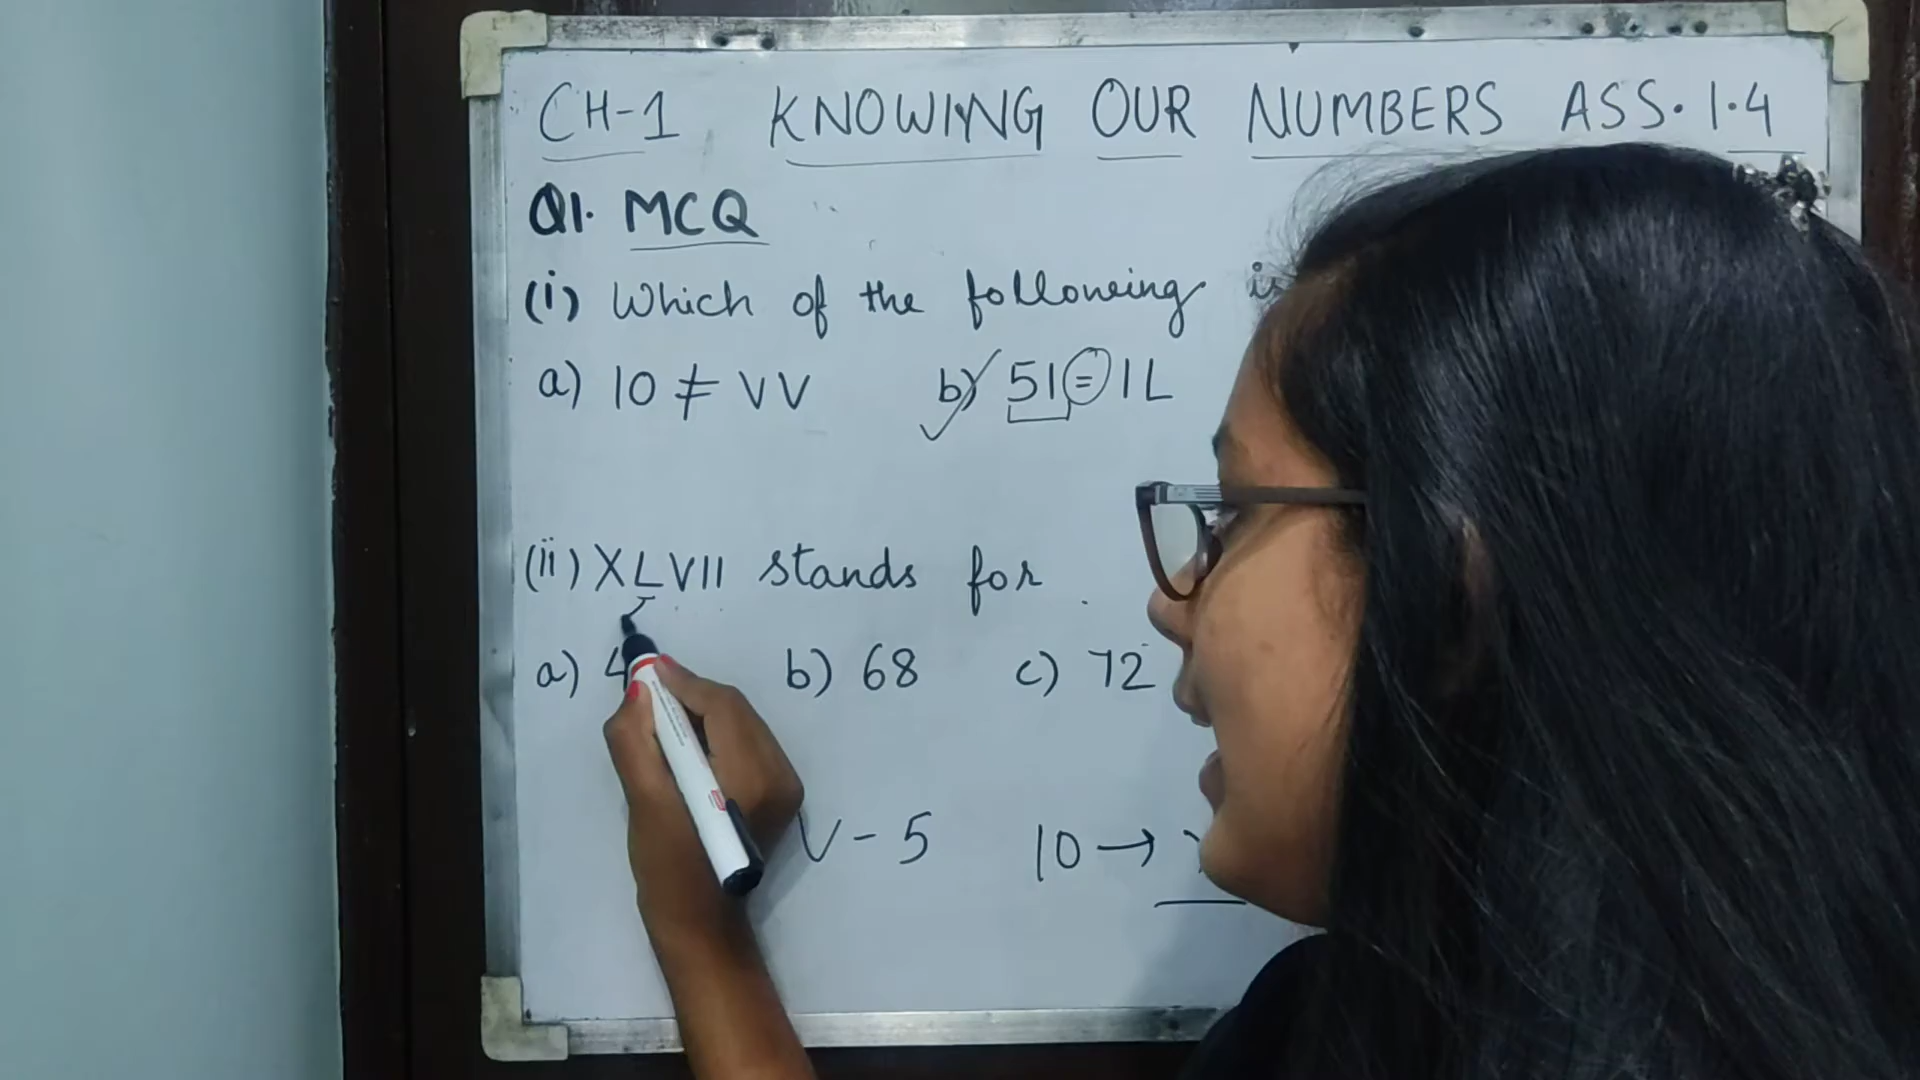 CH-1 KNOWING OUR NUMBERS ASS. 1.4
Q1. MCQ
(i) Which of the following is
a) 10 ≠ VV b) 51 = IL
(ii) XLVII stands for
a) 4 b) 68 c) 72
V - 5 10 →